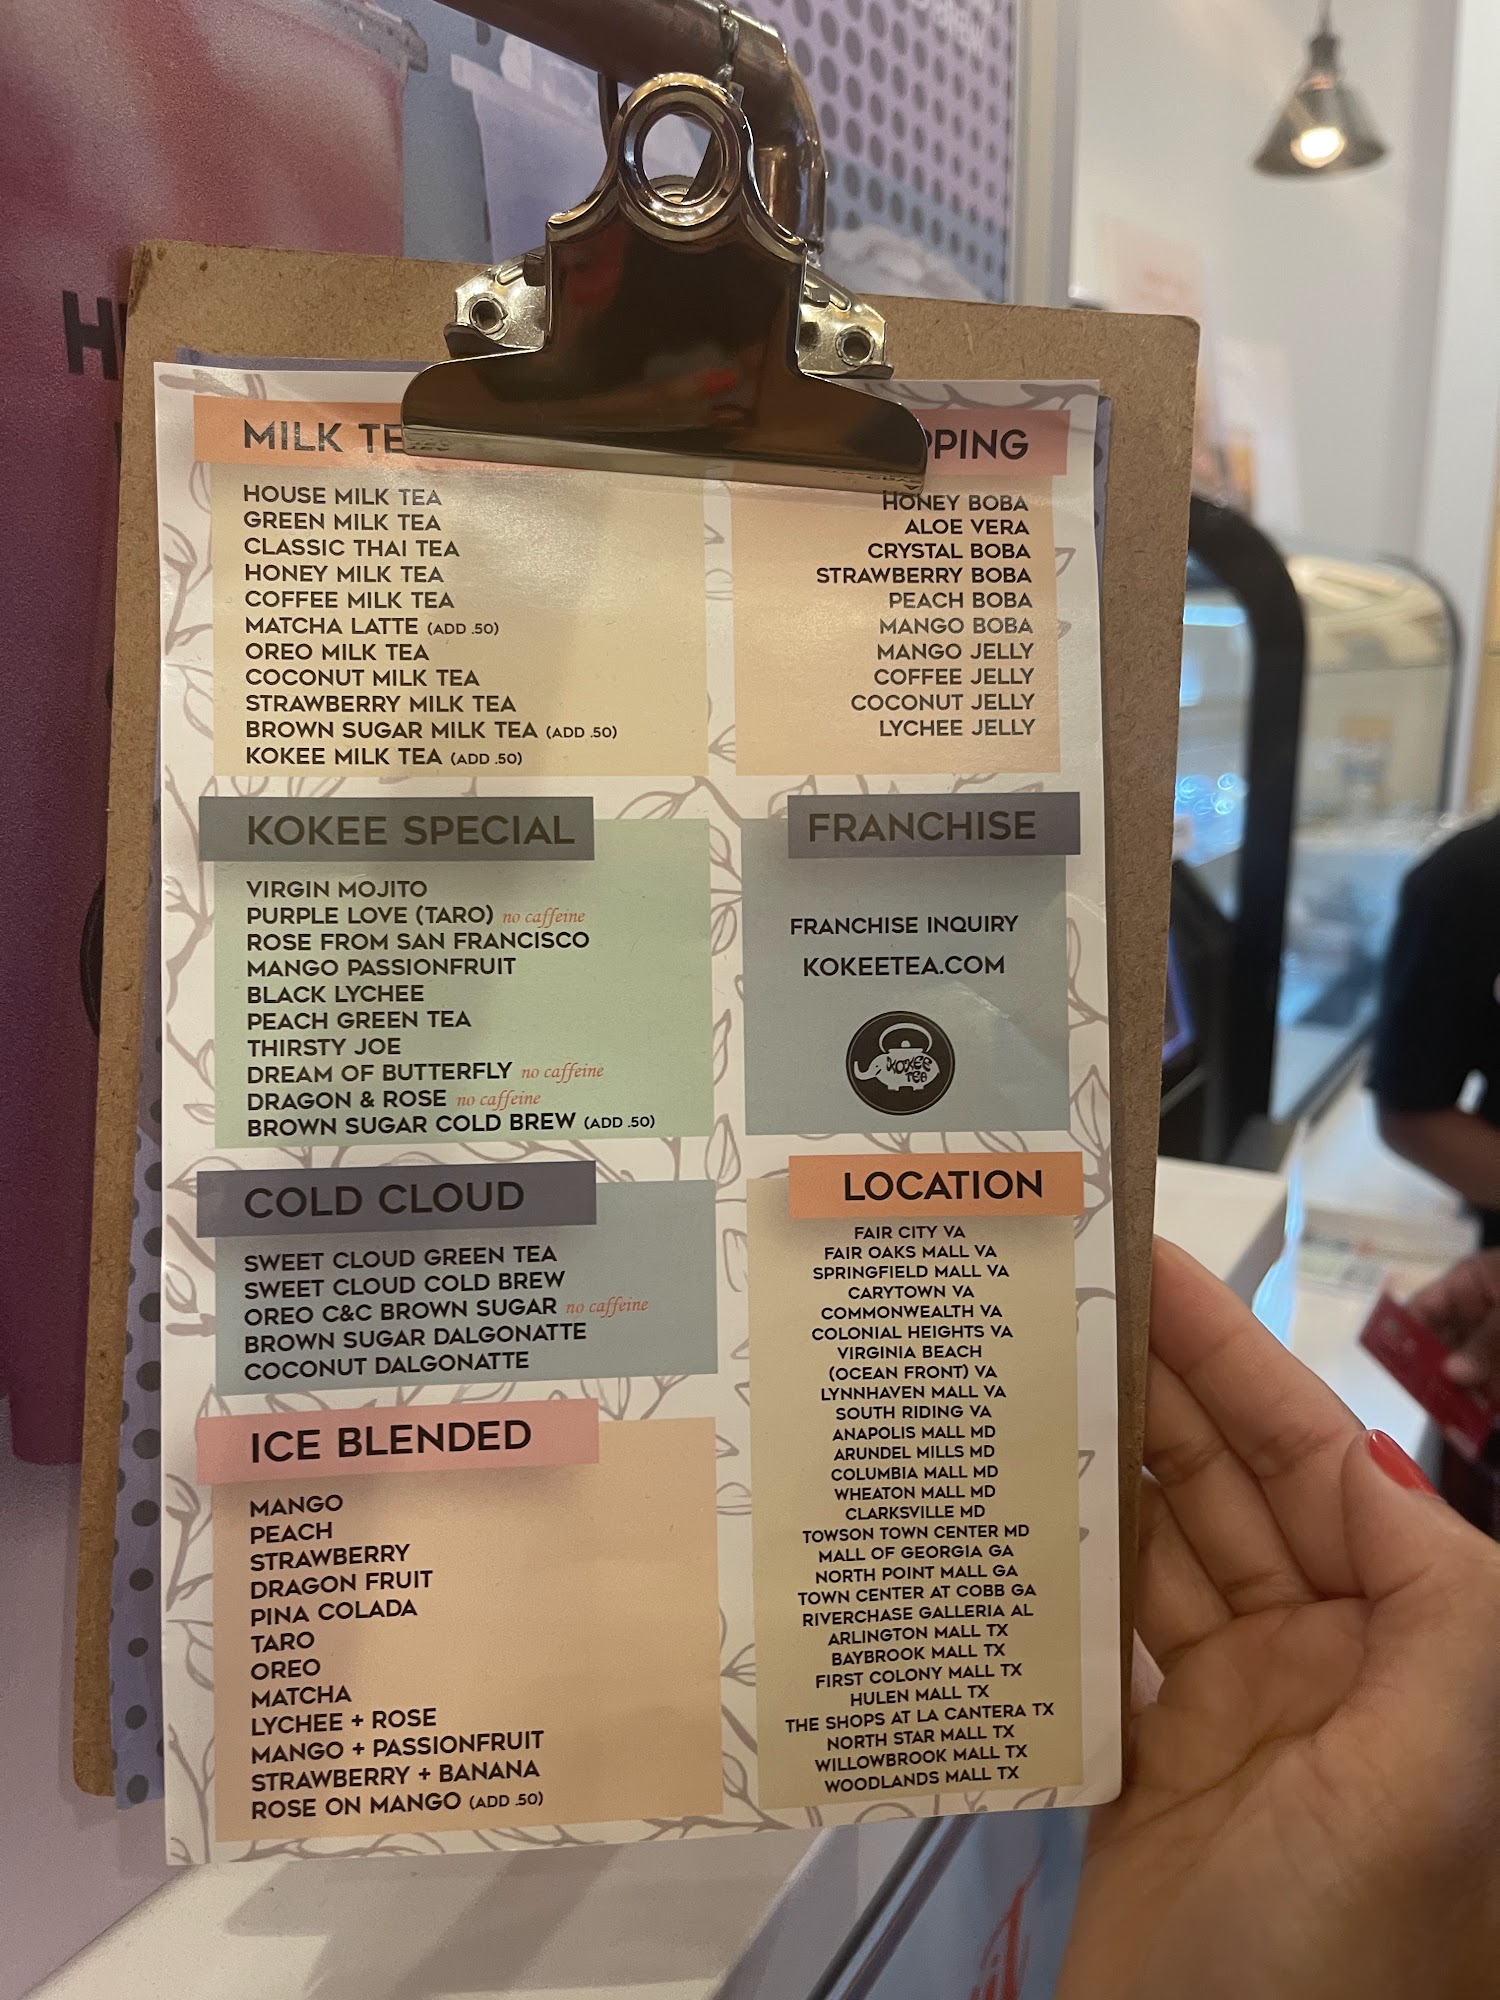 MILK TE
HOUSE MILK TEA
GREEN MILK TEA
CLASSIC THAI TEA
HONEY MILK TEA
COFFEE MILK TEA
MATCHA LATTE (ADD .50)
OREO MILK TEA
COCONUT MILK TEA
STRAWBERRY MILK TEA
BROWN SUGAR MILK TEA (ADD .50)
KOKEE MILK TEA (ADD .50)
KOKEE SPECIAL
VIRGIN MOJITO
PURPLE LOVE (TARO) no caffeine
ROSE FROM SAN FRANCISCO
MANGO PASSIONFRUIT
BLACK LYCHEE
PEACH GREEN TEA
THIRSTY JOE
DREAM OF BUTTERFLY no caffeine
DRAGON & ROSE no caffeine
BROWN SUGAR COLD BREW (ADD .50)
COLD CLOUD
SWEET CLOUD GREEN TEA
SWEET CLOUD COLD BREW
OREO C&C BROWN SUGAR no caffeine
BROWN SUGAR DALGONATTE
COCONUT DALGONATTE
ICE BLENDED
MANGO
PEACH
STRAWBERRY
DRAGON FRUIT
PINA COLADA
TARO
OREO
MATCHA
LYCHEE + ROSE
MANGO + PASSIONFRUIT
STRAWBERRY + BANANA
ROSE ON MANGO (ADD .50)
PPING
HONEY BOBA
ALOE VERA
CRYSTAL BOBA
STRAWBERRY BOBA
PEACH BOBA
MANGO BOBA
MANGO JELLY
COFFEE JELLY
COCONUT JELLY
LYCHEE JELLY
FRANCHISE
FRANCHISE INQUIRY
KOKEETEA.COM
KOKEE
TEA
LOCATION
FAIR CITY VA
FAIR OAKS MALL VA
SPRINGFIELD MALL VA
CARYTOWN VA
COMMONWEALTH VA
COLONIAL HEIGHTS VA
VIRGINIA BEACH
(OCEAN FRONT) VA
LYNNHAVEN MALL VA
SOUTH RIDING VA
ANAPOLIS MALL MD
ARUNDEL MILLS MD
COLUMBIA MALL MD
WHEATON MALL MD
CLARKSVILLE MD
TOWSON TOWN CENTER MD
MALL OF GEORGIA GA
NORTH POINT MALL GA
TOWN CENTER AT COBB GA
RIVERCHASE GALLERIA AL
ARLINGTON MALL TX
BAYBROOK MALL TX
FIRST COLONY MALL TX
HULEN MALL TX
THE SHOPS AT LA CANTERA TX
NORTH STAR MALL TX
WILLOWBROOK MALL TX
WOODLANDS MALL TX